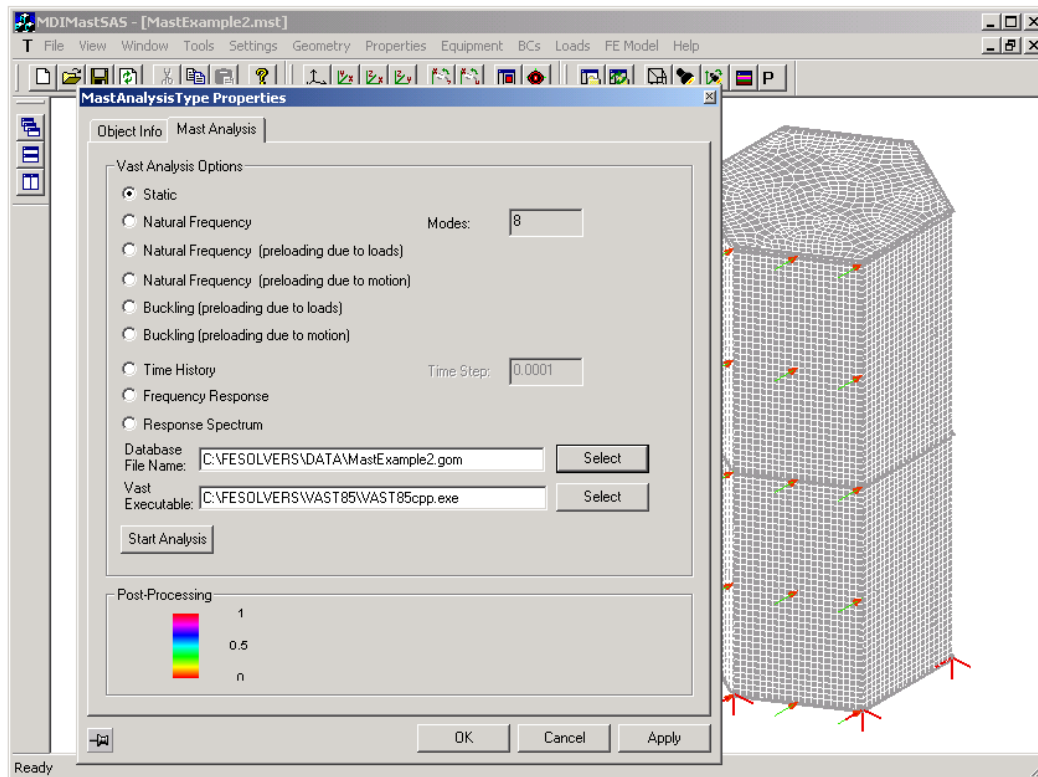 MDIMastSAS - [MastExample2.mst]
File View Window Tools Settings Geometry Properties Equipment BCs Loads FE Model Help
MastAnalysisType Properties
Object Info Mast Analysis
Vast Analysis Options
Static
Natural Frequency Modes: 8
Natural Frequency (preloading due to loads)
Natural Frequency (preloading due to motion)
Buckling (preloading due to loads)
Buckling (preloading due to motion)
Time History Time Step: 0.0001
Frequency Response
Response Spectrum
Database
File Name: C:\FESOLVERS\DATA\MastExample2.gom Select
Vast
Executable: C:\FESOLVERS\VAST85\VAST85cpp.exe Select
Start Analysis
Post-Processing
1
0.5
OK Cancel Apply
Ready